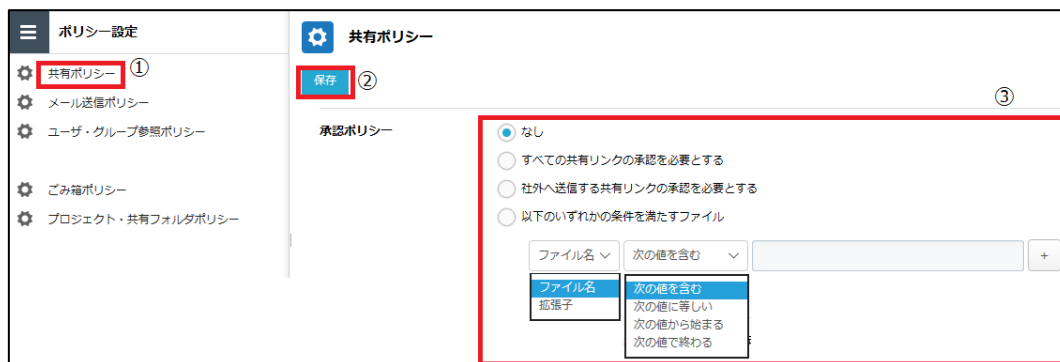 ポリシー設定
共有ポリシー ①
メール送信ポリシー
ユーザ・グループ参照ポリシー
ごみ箱ポリシー
プロジェクト・共有フォルダポリシー
共有ポリシー
保存 ②
③
承認ポリシー
なし
すべての共有リンクの承認を必要とする
社外へ送信する共有リンクの承認を必要とする
以下のいずれかの条件を満たすファイル
ファイル名 次の値を含む +
ファイル名
拡張子
次の値を含む
次の値に等しい
次の値から始まる
次の値で終わる